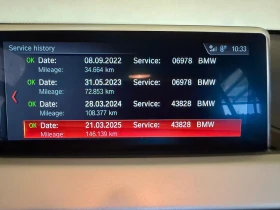 Service history
10:33
OK Date: 08.09.2022 Service: 06978 BMW
Mileage: 34.664 km
OK Date: 31.05.2023 Service: 06978 BMW
Mileage: 72.853 km
OK Date: 28.03.2024 Service: 43828 BMW
Mileage: 108.377 km
OK Date: 21.03.2025 Service: 43828 BMW
Mileage: 146.139 km